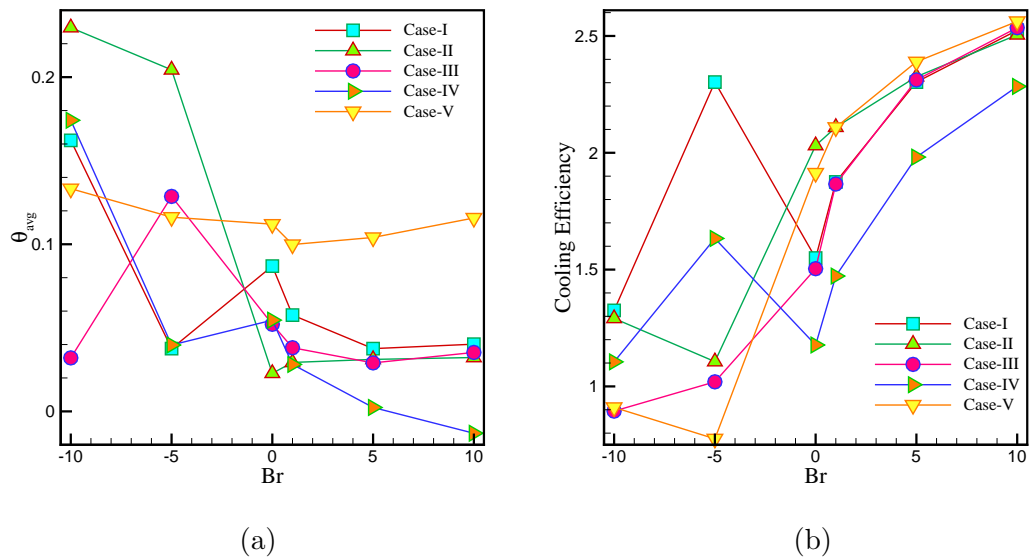 Case-I
Case-II
Case-III
Case-IV
Case-V
0.2
0.1
0
θavg
-10
-5
0
5
10
Br
(a)
2.5
2
1.5
1
Cooling Efficiency
Case-I
Case-II
Case-III
Case-IV
Case-V
-10
-5
0
5
10
Br
(b)